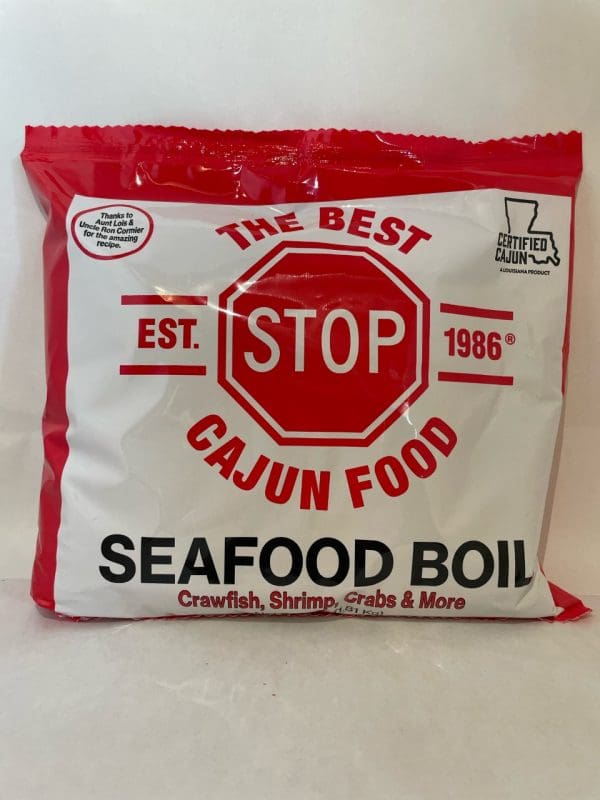 Thanks to
Aunt Lois &
Uncle Ron Cormier
for the amazing
recipe.
THE BEST
CERTIFIED
CAJUN
A LOUISIANA PRODUCT
EST.
STOP
1986®
CAJUN FOOD
SEAFOOD BOIL
Crawfish, Shrimp, Crabs & More